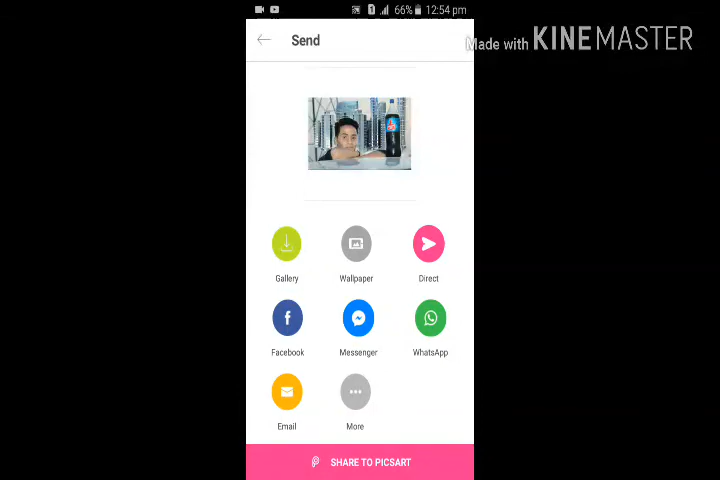 66% 12:54 pm
Send
Made with KINEMASTER
Gallery Wallpaper Direct
Facebook Messenger WhatsApp
Email More
SHARE TO PICSART